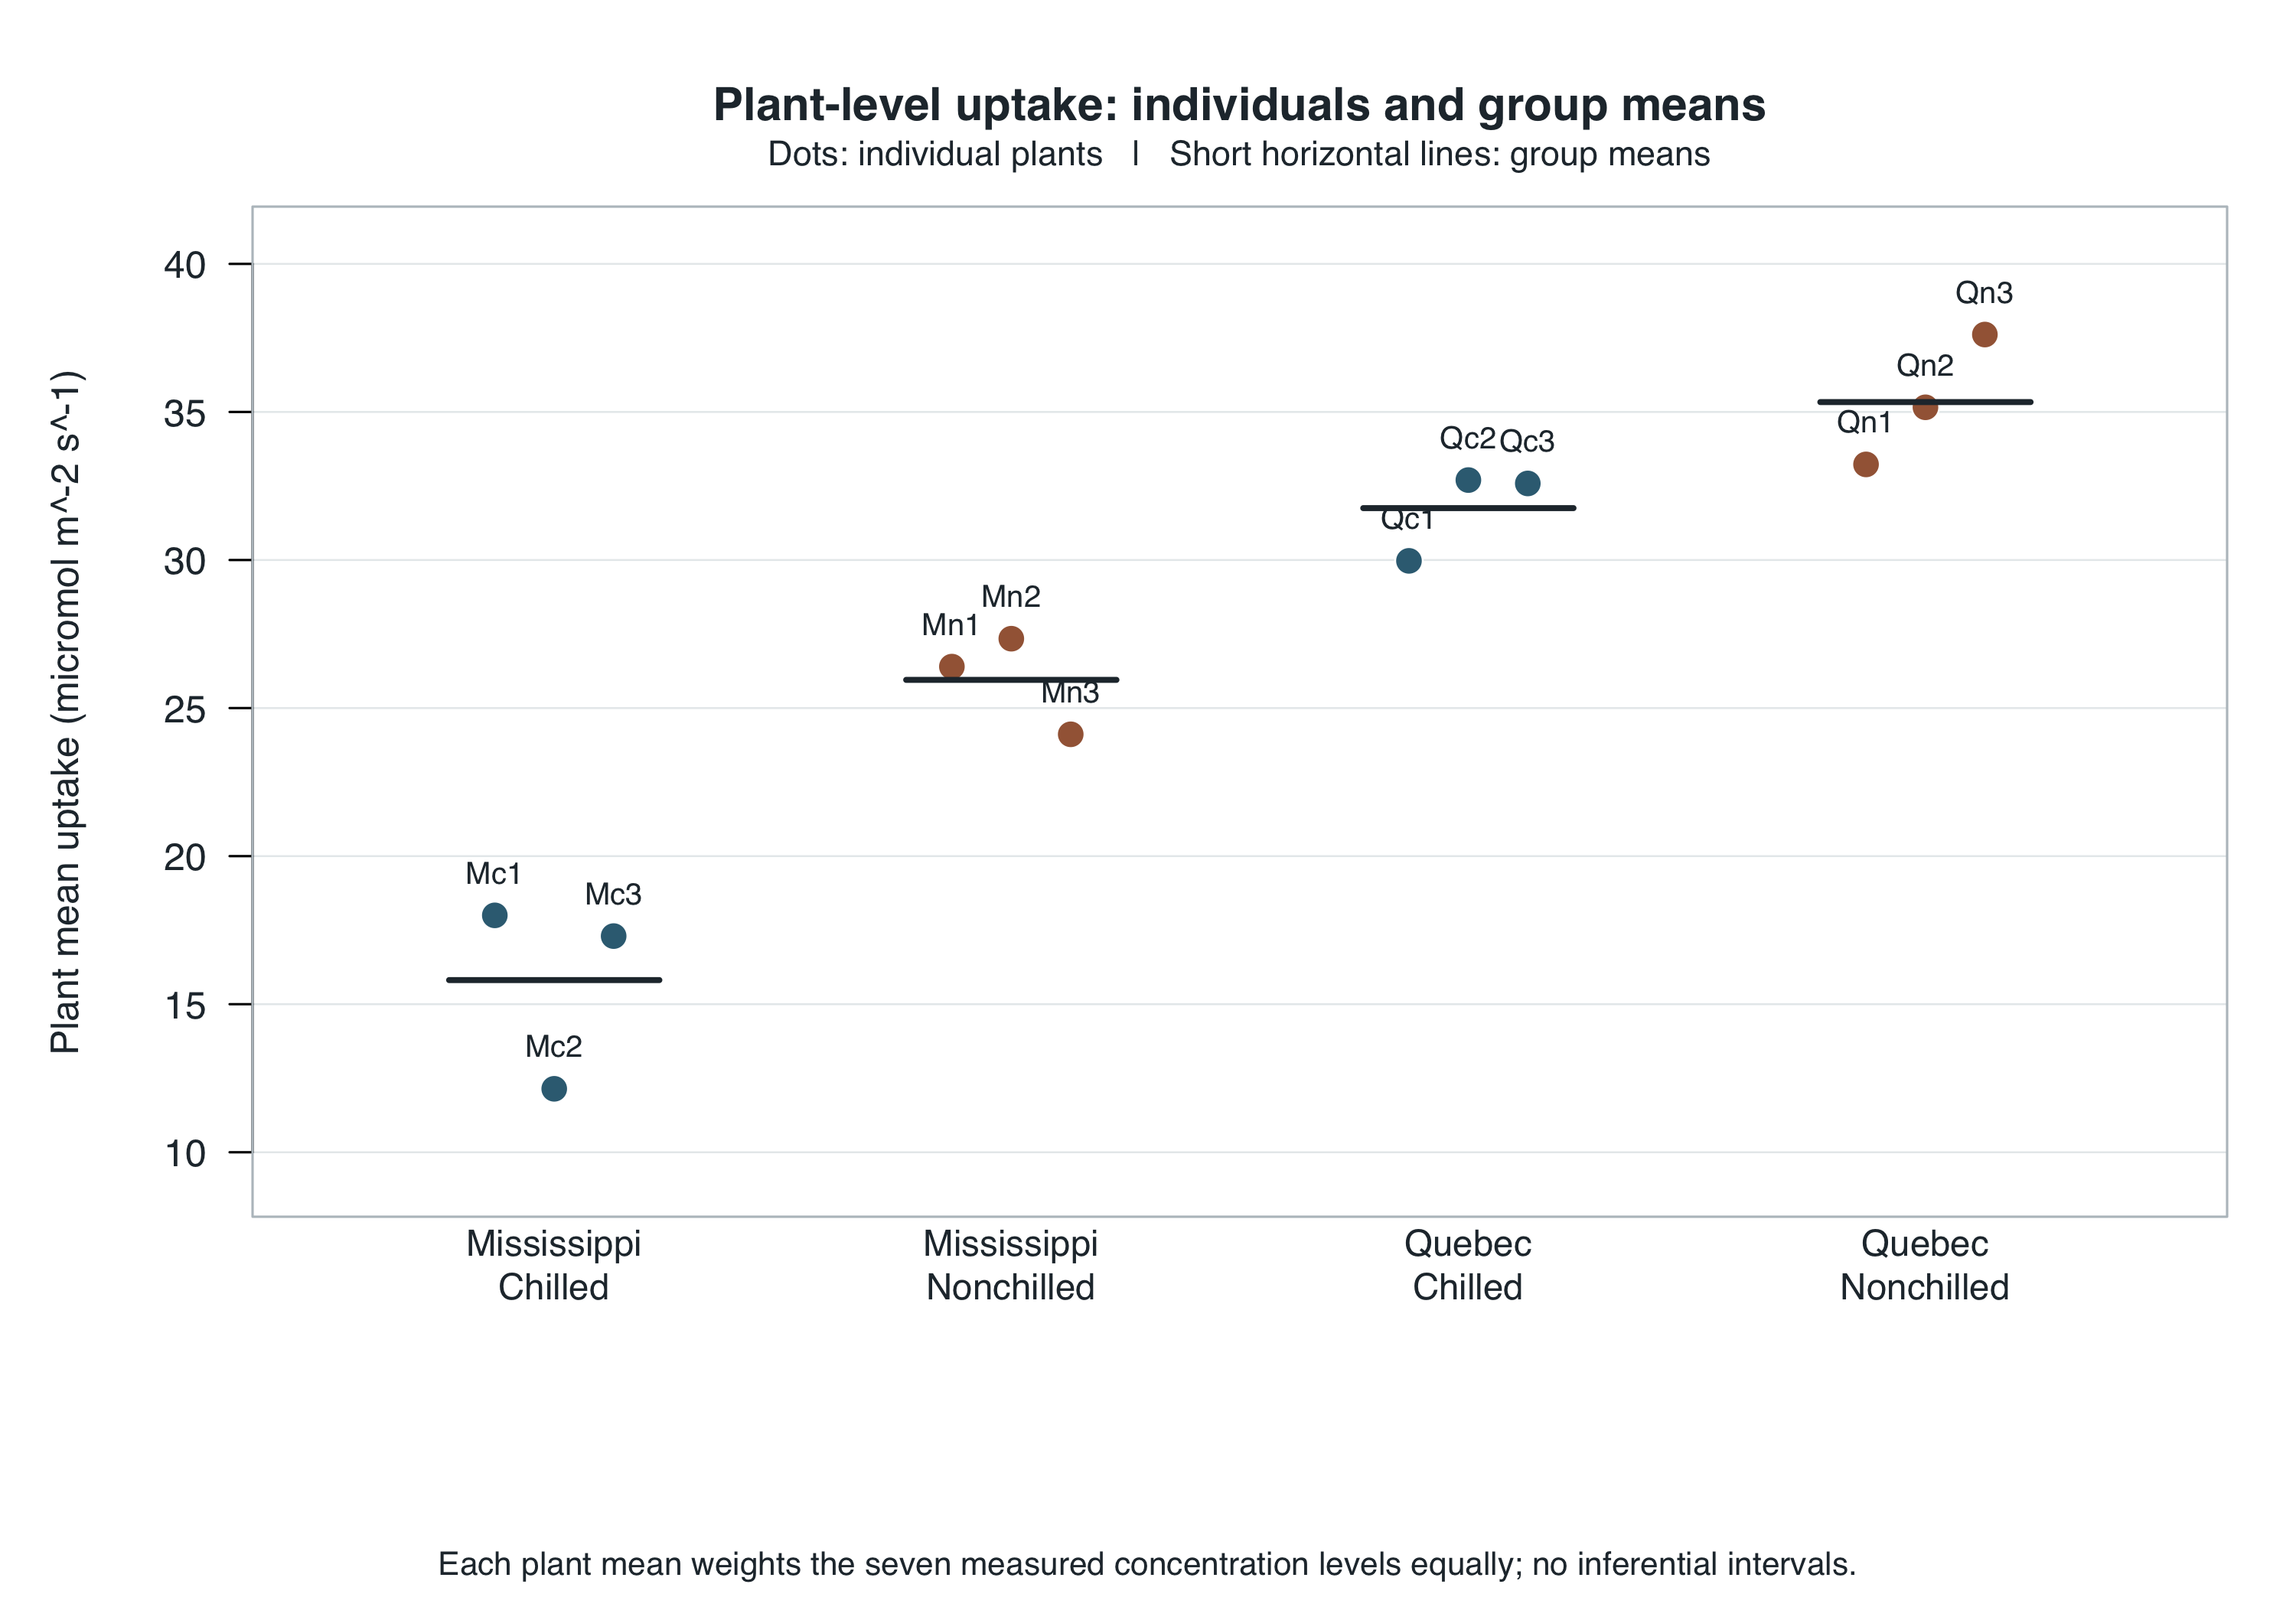 Plant-level uptake: individuals and group means
Dots: individual plants | Short horizontal lines: group means
Plant mean uptake (micromol m^-2 s^-1)
40
35
30
25
20
15
10
Mc1
Mc2
Mc3
Mn1
Mn2
Mn3
Qc1
Qc2
Qc3
Qn1
Qn2
Qn3
Mississippi
Chilled
Mississippi
Nonchilled
Quebec
Chilled
Quebec
Nonchilled
Each plant mean weights the seven measured concentration levels equally; no inferential intervals.